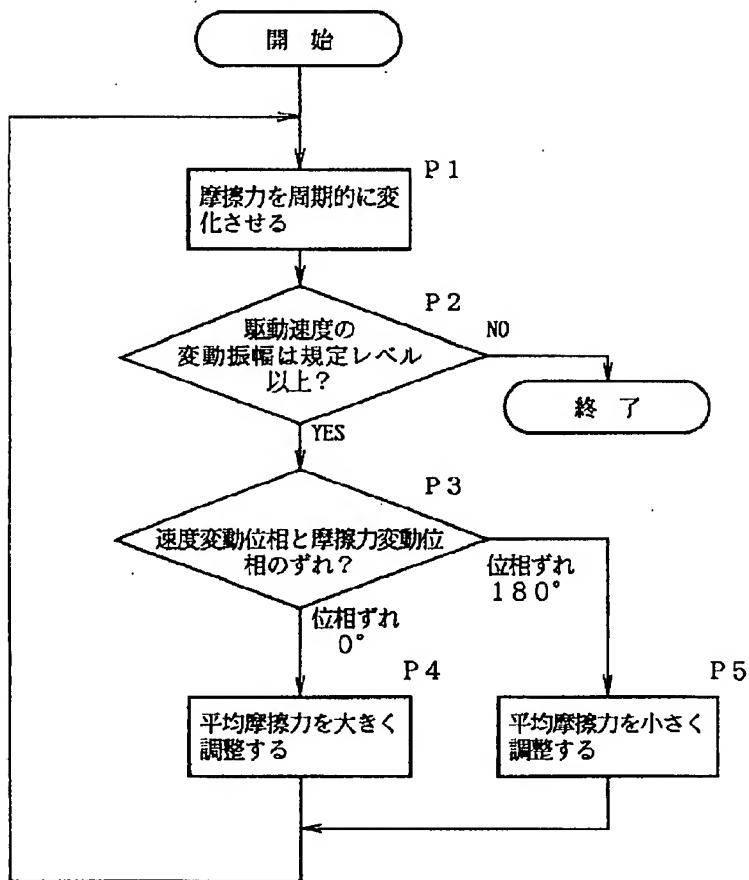 開 始
P1
摩擦力を周期的に変
化させる
P2
駆動速度の
変動振幅は規定レベル
以上？
NO
終 了
YES
P3
速度変動位相と摩擦力変動位
相のずれ？
位相ずれ
180°
位相ずれ
0°
P4
平均摩擦力を大きく
調整する
P5
平均摩擦力を小さく
調整する